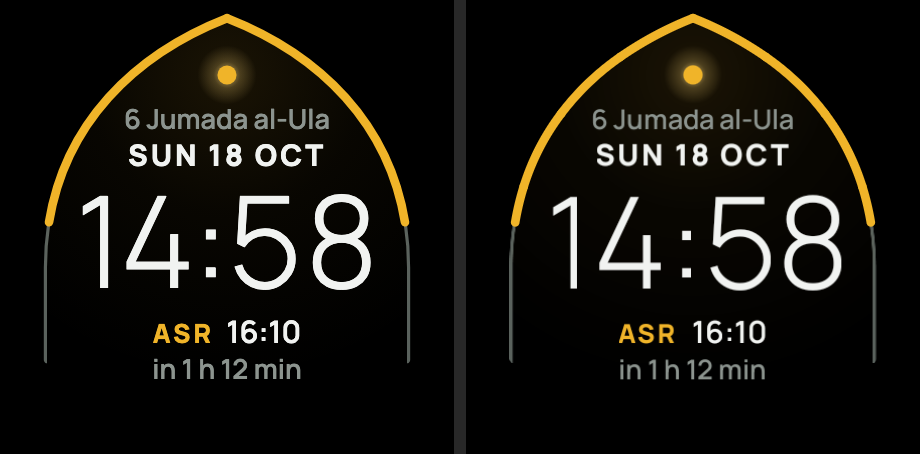 6 Jumada al-Ula
SUN 18 OCT
14:58
ASR 16:10
in 1 h 12 min
6 Jumada al-Ula
SUN 18 OCT
14:58
ASR 16:10
in 1 h 12 min